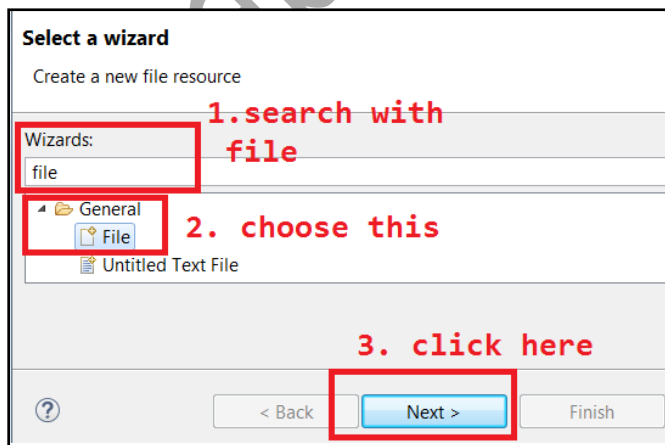 Select a wizard
Create a new file resource
1.search with
Wizards:
file
file
General
File
2. choose this
Untitled Text File
3. click here
?
< Back
Next >
Finish